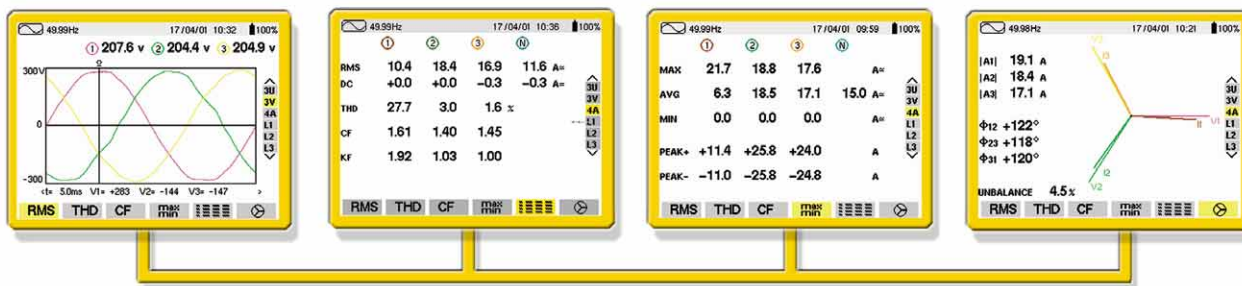 49.99Hz 17/04/01 10:32 100%
1 207.6 V 2 204.4 V 3 204.9 V
300V
0
-300
<t= 5.0ms V1= +283 V2= -144 V3= -147 >
3U
3V
4A
L1
L2
L3
RMS THD CF max min
49.99Hz 17/04/01 10:36 100%
1 2 3 N
RMS 10.4 18.4 16.9 11.6 A≂
DC +0.0 +0.0 -0.3 -0.3 A=
THD 27.7 3.0 1.6 %
CF 1.61 1.40 1.45
KF 1.92 1.03 1.00
3U
3V
4A
L1
L2
L3
RMS THD CF max min
49.99Hz 17/04/01 09:59 100%
1 2 3 N
MAX 21.7 18.8 17.6 A≂
AVG 6.3 18.5 17.1 15.0 A≂
MIN 0.0 0.0 0.0 A≂
PEAK+ +11.4 +25.8 +24.0 A
PEAK- -11.0 -25.8 -24.8 A
3U
3V
4A
L1
L2
L3
RMS THD CF max min
49.98Hz 17/04/01 10:21 100%
|A1| 19.1 A
|A2| 18.4 A
|A3| 17.1 A
Φ12 +122°
Φ23 +118°
Φ31 +120°
UNBALANCE 4.5%
V3
I3
V1
I1
I2
V2
3U
3V
4A
L1
L2
L3
RMS THD CF max min